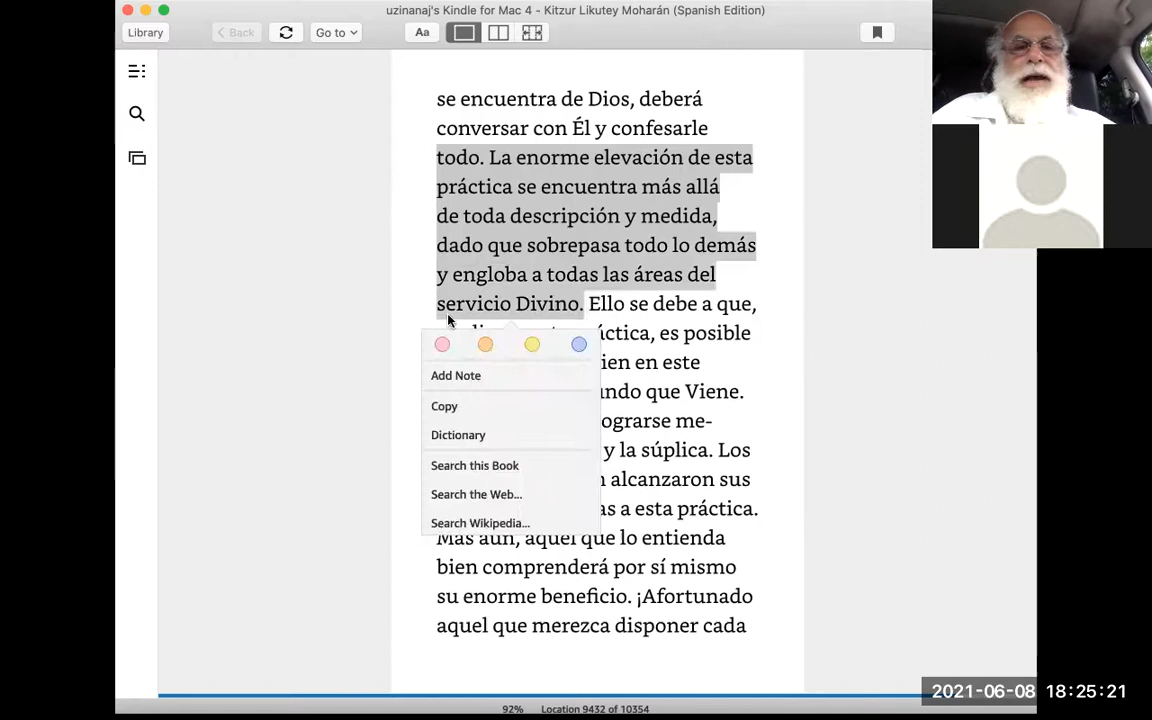 uzinanaj's Kindle for Mac 4 - Kitzur Likutey Moharán (Spanish Edition)
Library
Back
Go to
Aa
se encuentra de Dios, deberá
conversar con Él y confesarle
todo. La enorme elevación de esta
práctica se encuentra más allá
de toda descripción y medida,
dado que sobrepasa todo lo demás
y engloba a todas las áreas del
servicio Divino. Ello se debe a que,
áctica, es posible
ien en este
undo que Viene.
ograrse me-
y la súplica. Los
n alcanzaron sus
as a esta práctica.
Más aún, aquel que lo entienda
bien comprenderá por sí mismo
su enorme beneficio. ¡Afortunado
aquel que merezca disponer cada
Add Note
Copy
Dictionary
Search this Book
Search the Web...
Search Wikipedia...
92% Location 9432 of 10354
2021-06-08 18:25:21